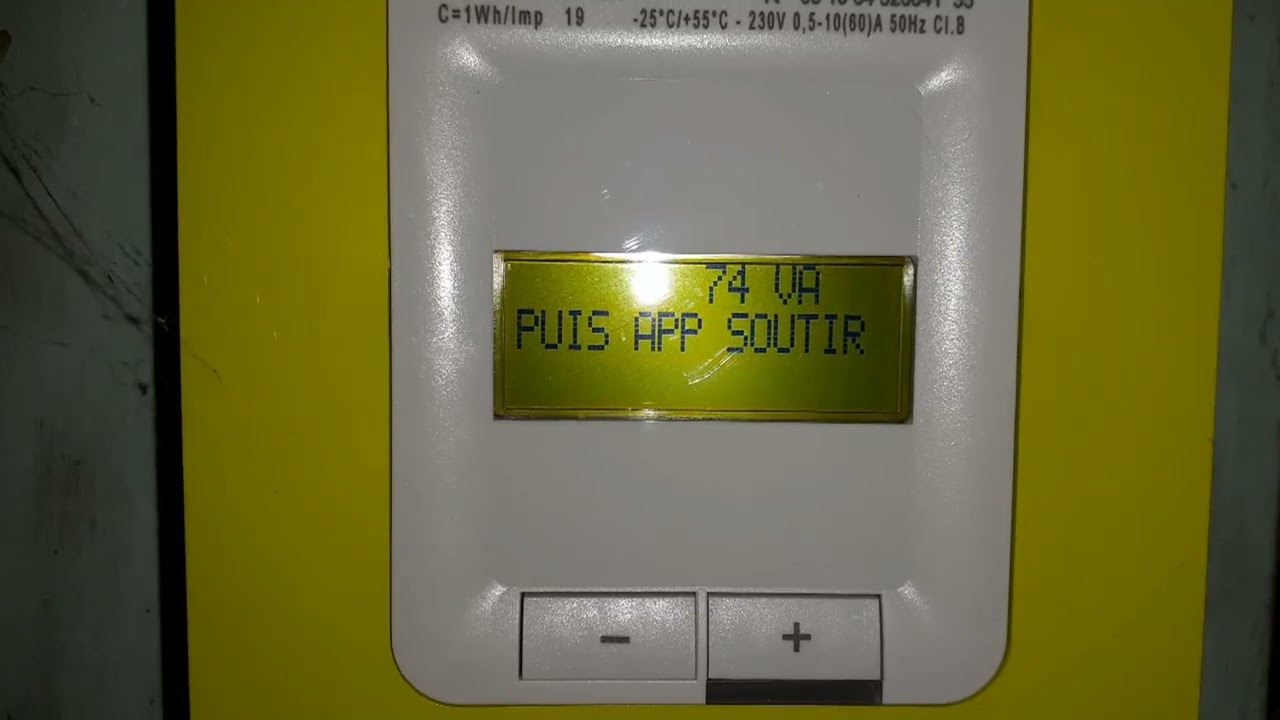 C=1Wh/Imp 19 -25°C/+55°C - 230V 0,5-10(60)A 50Hz Cl.B
74 VA
PUIS APP SOUTIR
- +